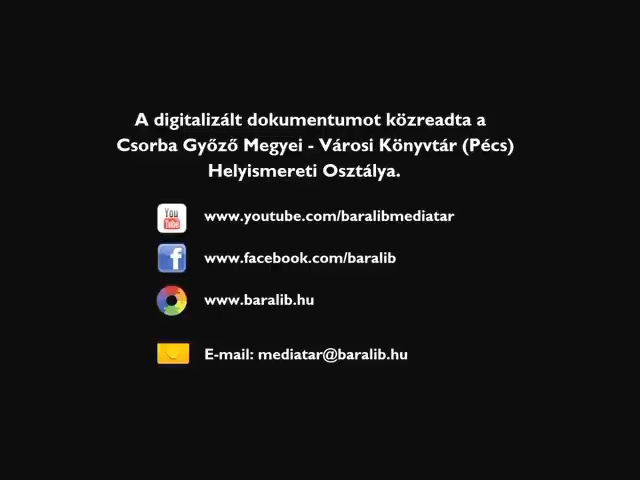 A digitalizált dokumentumot közreadta a
Csorba Győző Megyei - Városi Könyvtár (Pécs)
Helyismereti Osztálya.
You Tube www.youtube.com/baralibmediatar
f www.facebook.com/baralib
www.baralib.hu
E-mail: mediatar@baralib.hu